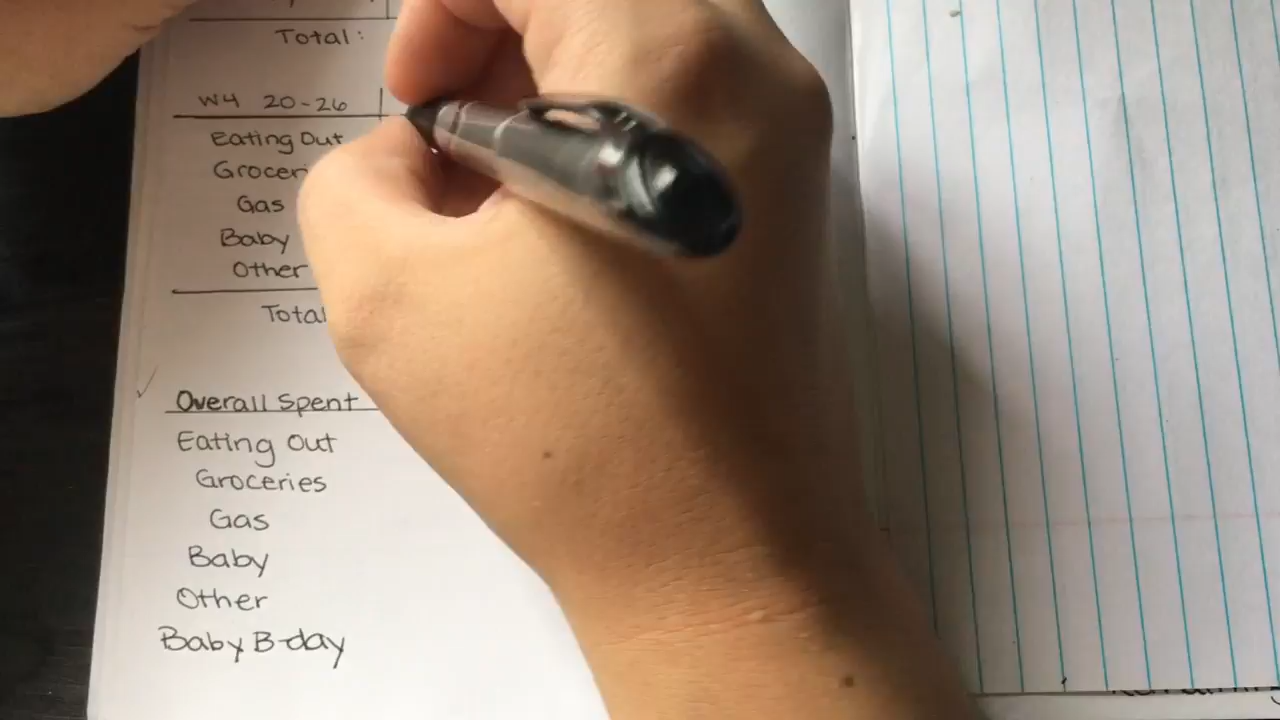 Total:
W4 20-26
Eating Out
Groceri
Gas
Baby
Other
Total
Overall Spent
Eating Out
Groceries
Gas
Baby
Other
Baby B-day